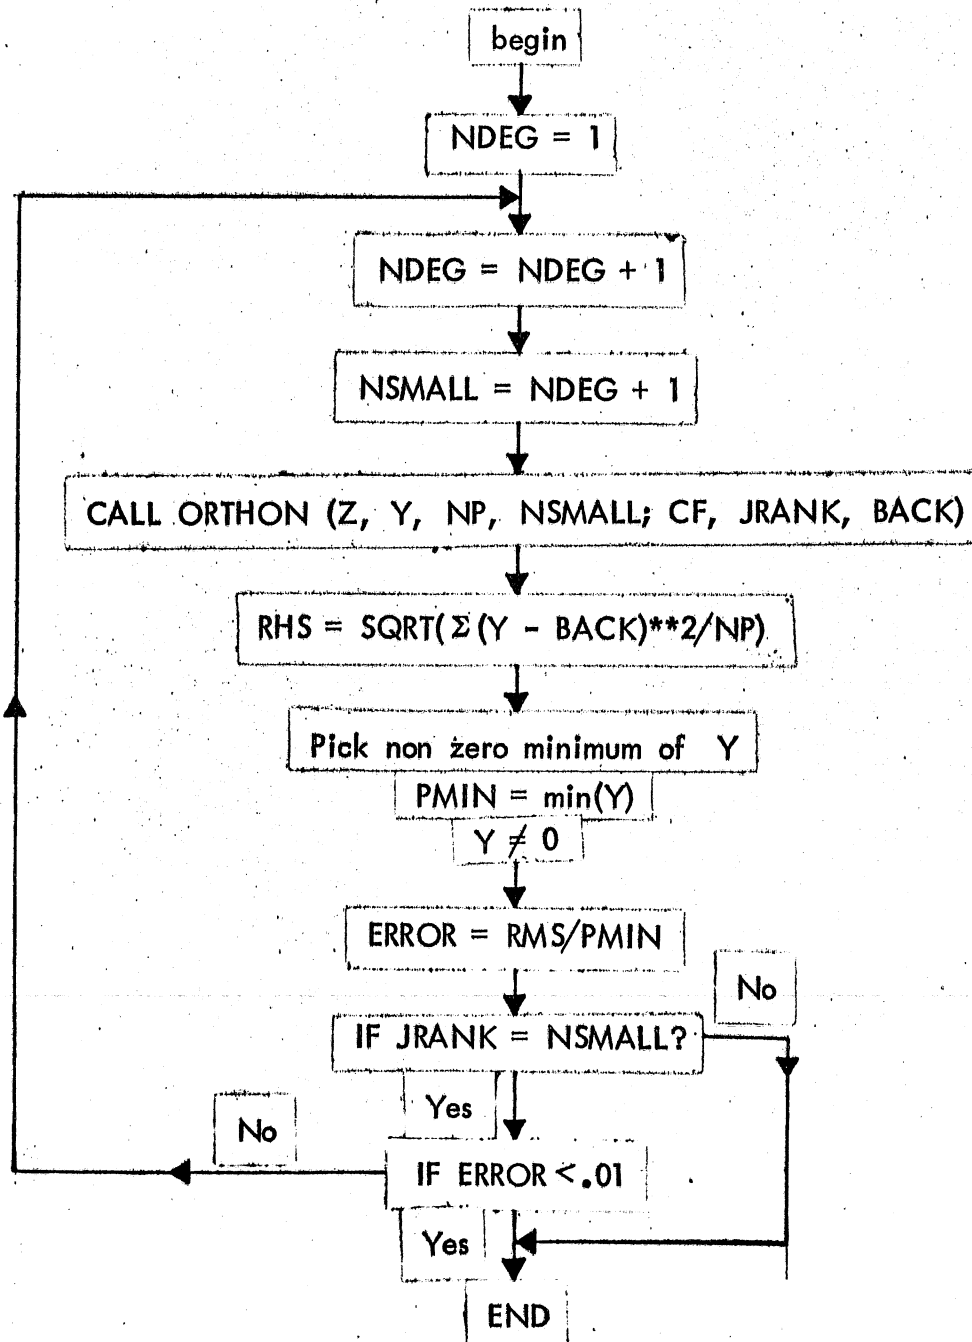 begin
NDEG = 1
NDEG = NDEG + 1
NSMALL = NDEG + 1
CALL ORTHON (Z, Y, NP, NSMALL; CF, JRANK, BACK)
RHS = SQRT(Σ(Y - BACK)**2/NP)
Pick non zero minimum of Y
PMIN = min(Y)
Y ≠ 0
ERROR = RMS/PMIN
No
IF JRANK = NSMALL?
Yes
No
IF ERROR < .01
Yes
END